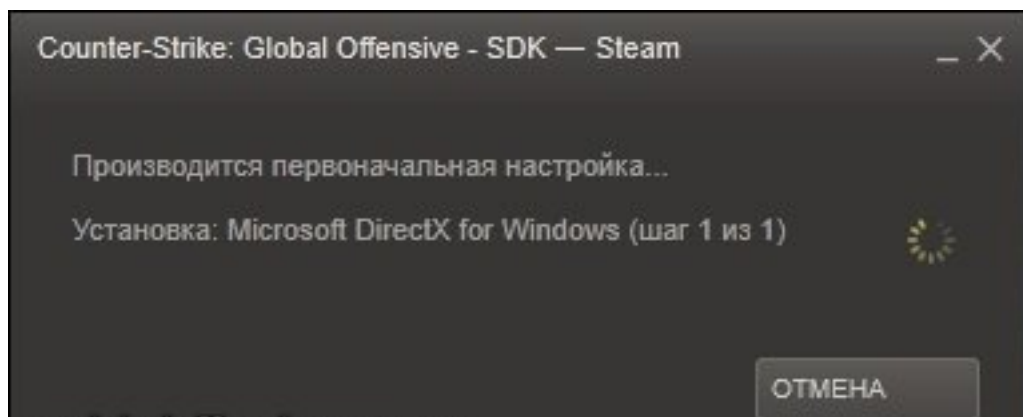 Counter-Strike: Global Offensive - SDK — Steam
Производится первоначальная настройка...
Установка: Microsoft DirectX for Windows (шаг 1 из 1)
ОТМЕНА